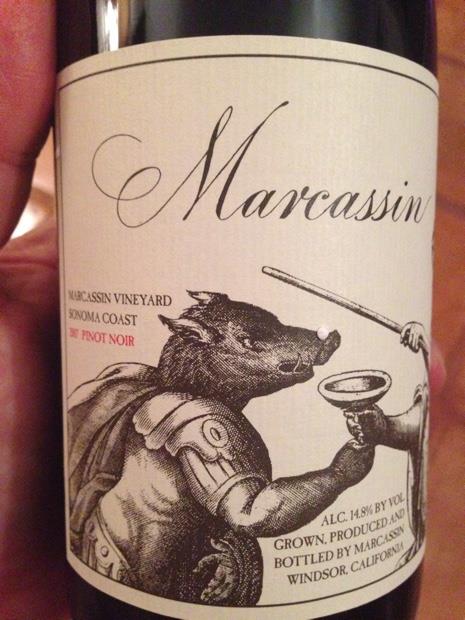 Marcassin
MARCASSIN VINEYARD
SONOMA COAST
2007 PINOT NOIR
ALC. 14.8% BY VOL.
GROWN, PRODUCED AND
BOTTLED BY MARCASSIN
WINDSOR, CALIFORNIA